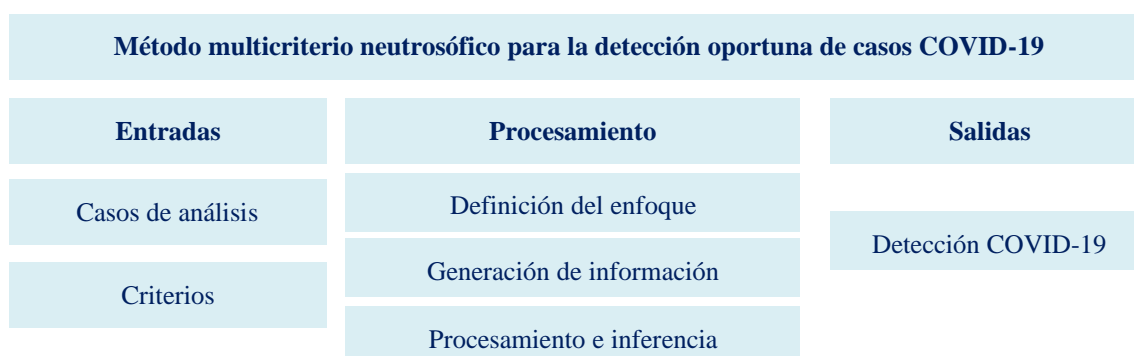 Método multicriterio neutrosófico para la detección oportuna de casos COVID-19
Entradas
Procesamiento
Salidas
Casos de análisis
Criterios
Definición del enfoque
Generación de información
Procesamiento e inferencia
Detección COVID-19